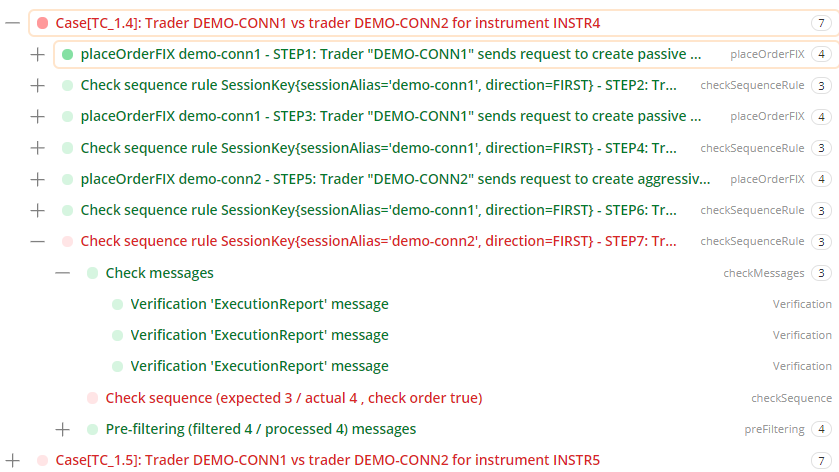 Case[TC_1.4]: Trader DEMO-CONN1 vs trader DEMO-CONN2 for instrument INSTR4 7
placeOrderFIX demo-conn1 - STEP1: Trader "DEMO-CONN1" sends request to create passive ... placeOrderFIX 4
Check sequence rule SessionKey{sessionAlias='demo-conn1', direction=FIRST} - STEP2: Tr... checkSequenceRule 3
placeOrderFIX demo-conn1 - STEP3: Trader "DEMO-CONN1" sends request to create passive ... placeOrderFIX 4
Check sequence rule SessionKey{sessionAlias='demo-conn1', direction=FIRST} - STEP4: Tr... checkSequenceRule 3
placeOrderFIX demo-conn2 - STEP5: Trader "DEMO-CONN2" sends request to create aggressiv... placeOrderFIX 4
Check sequence rule SessionKey{sessionAlias='demo-conn1', direction=FIRST} - STEP6: Tr... checkSequenceRule 3
Check sequence rule SessionKey{sessionAlias='demo-conn2', direction=FIRST} - STEP7: Tr... checkSequenceRule 3
Check messages checkMessages 3
Verification 'ExecutionReport' message Verification
Verification 'ExecutionReport' message Verification
Verification 'ExecutionReport' message Verification
Check sequence (expected 3 / actual 4 , check order true) checkSequence
Pre-filtering (filtered 4 / processed 4) messages preFiltering 4
Case[TC_1.5]: Trader DEMO-CONN1 vs trader DEMO-CONN2 for instrument INSTR5 7